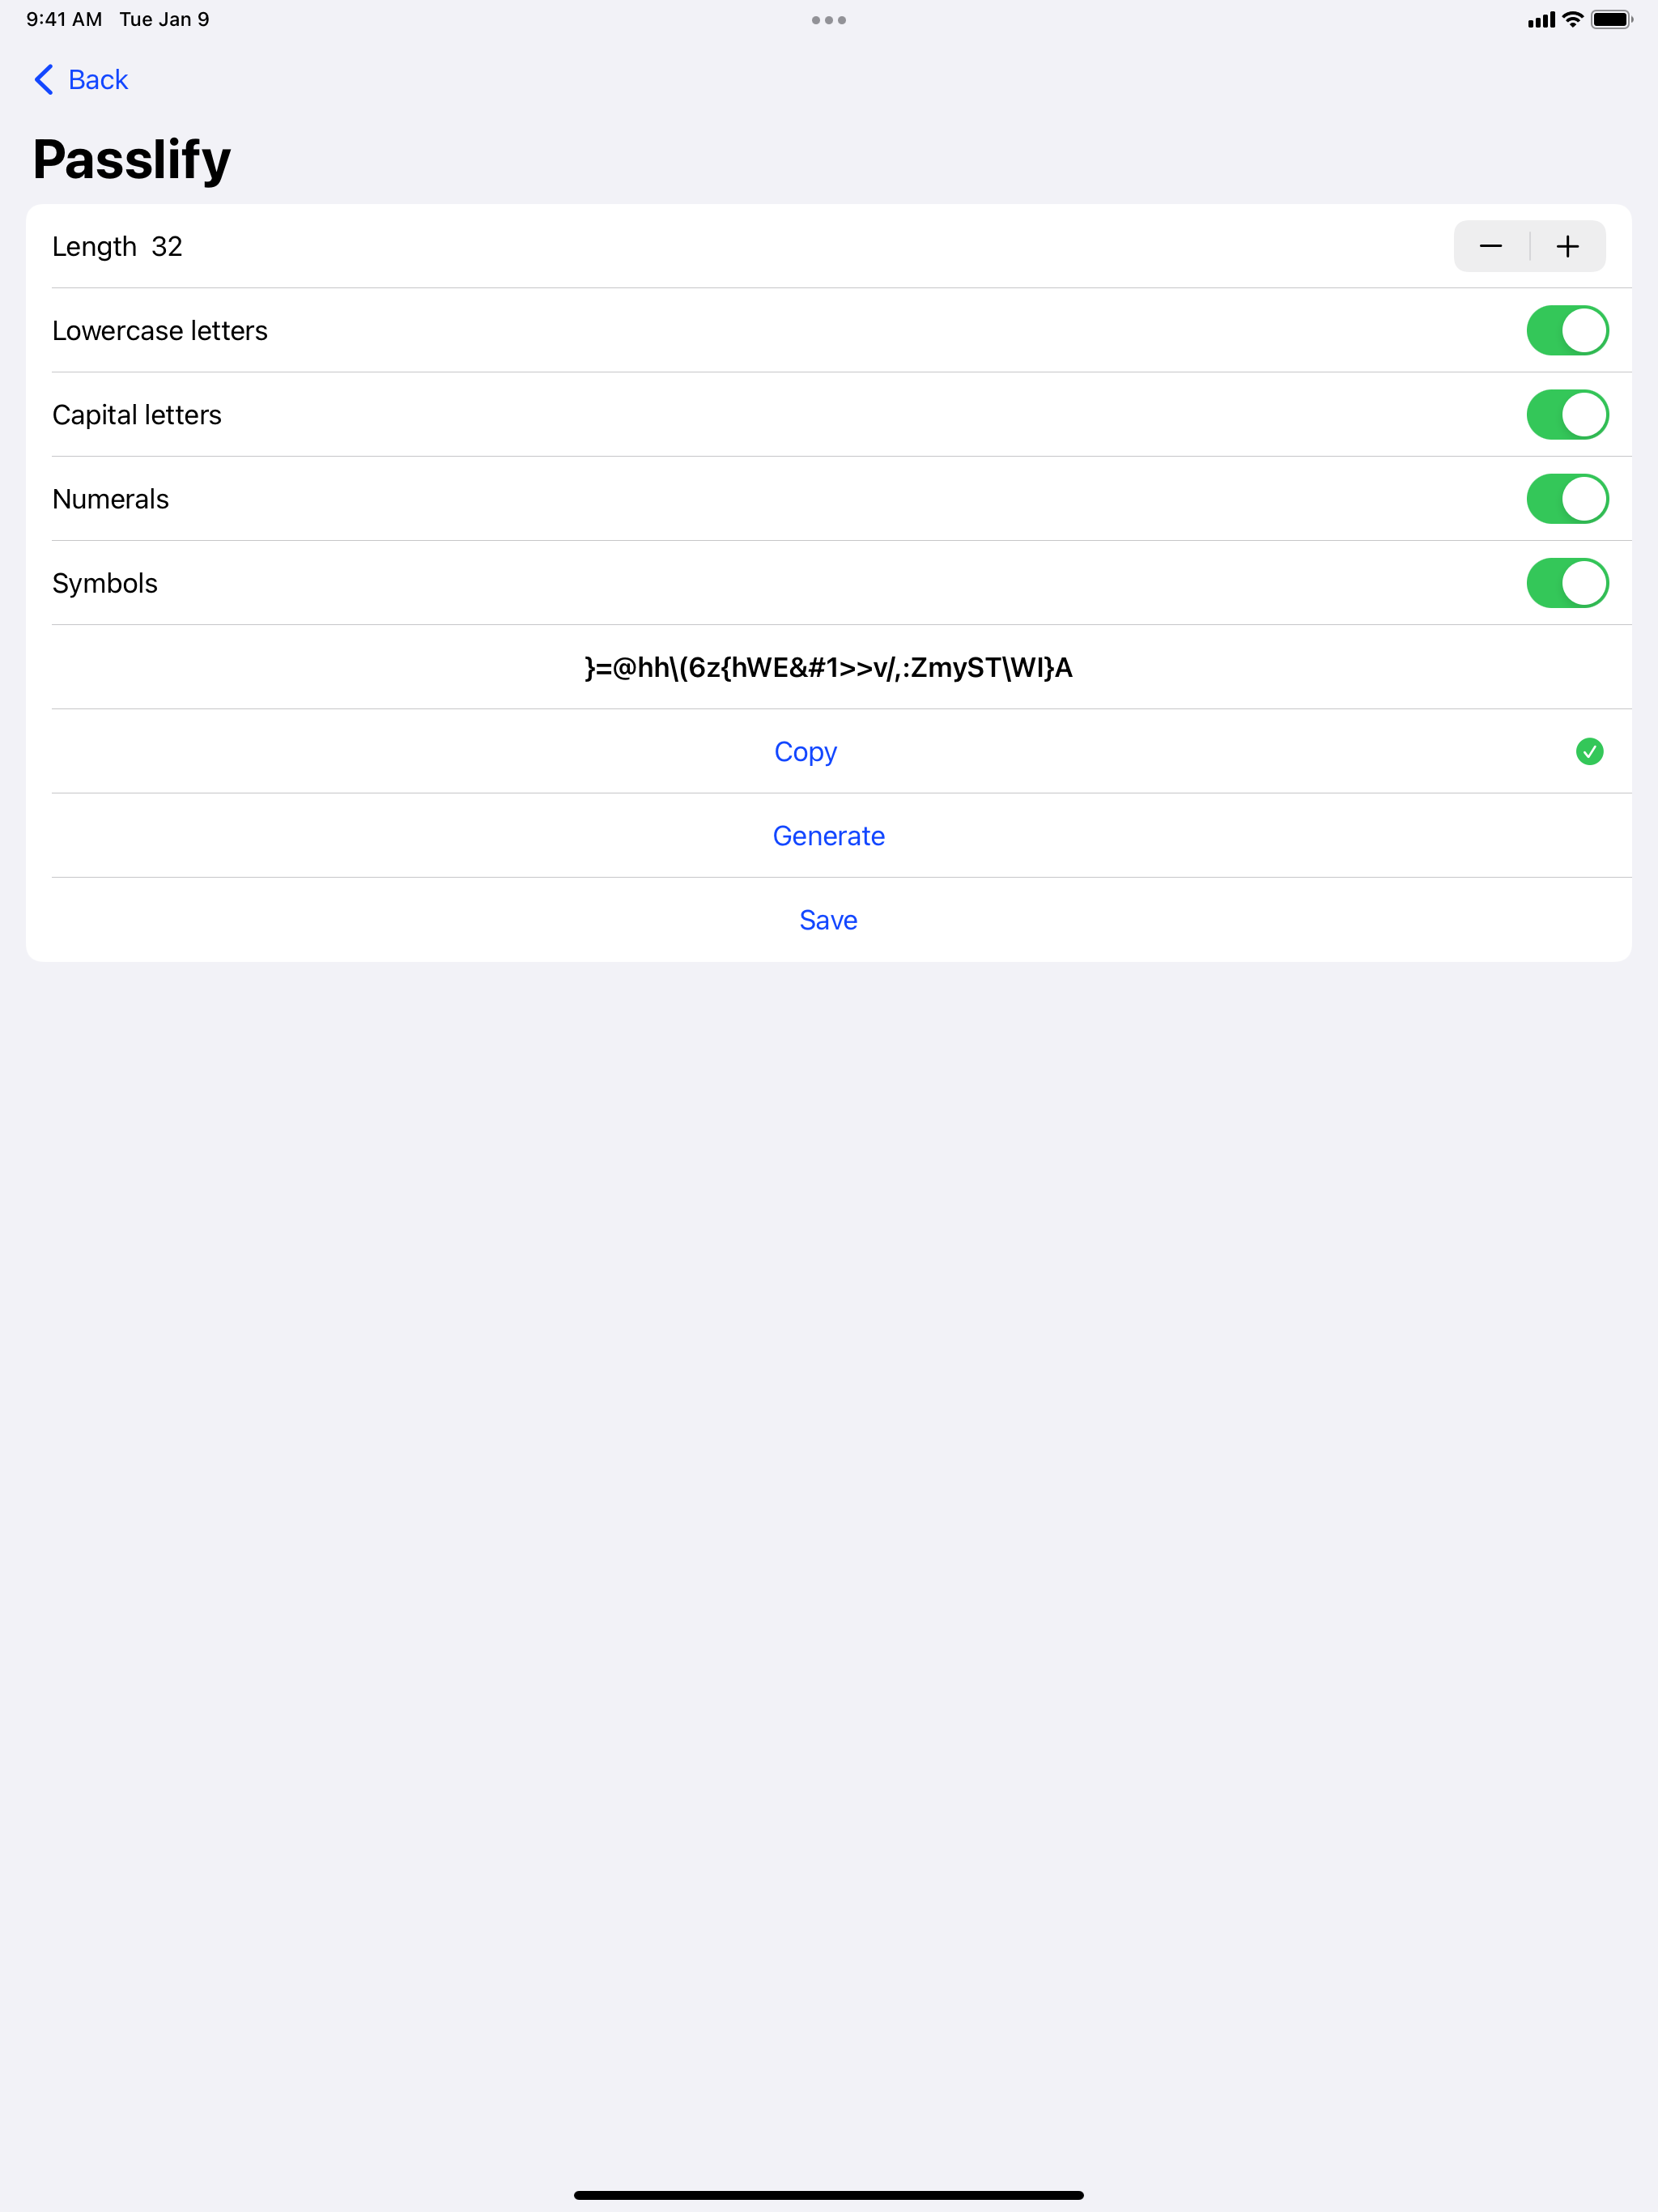 9:41 AM Tue Jan 9
Back
Passlify
Length 32
Lowercase letters
Capital letters
Numerals
Symbols
}=@hh\(6z{hWE&#1>>v/,:ZmyST\WI}A
Copy
Generate
Save